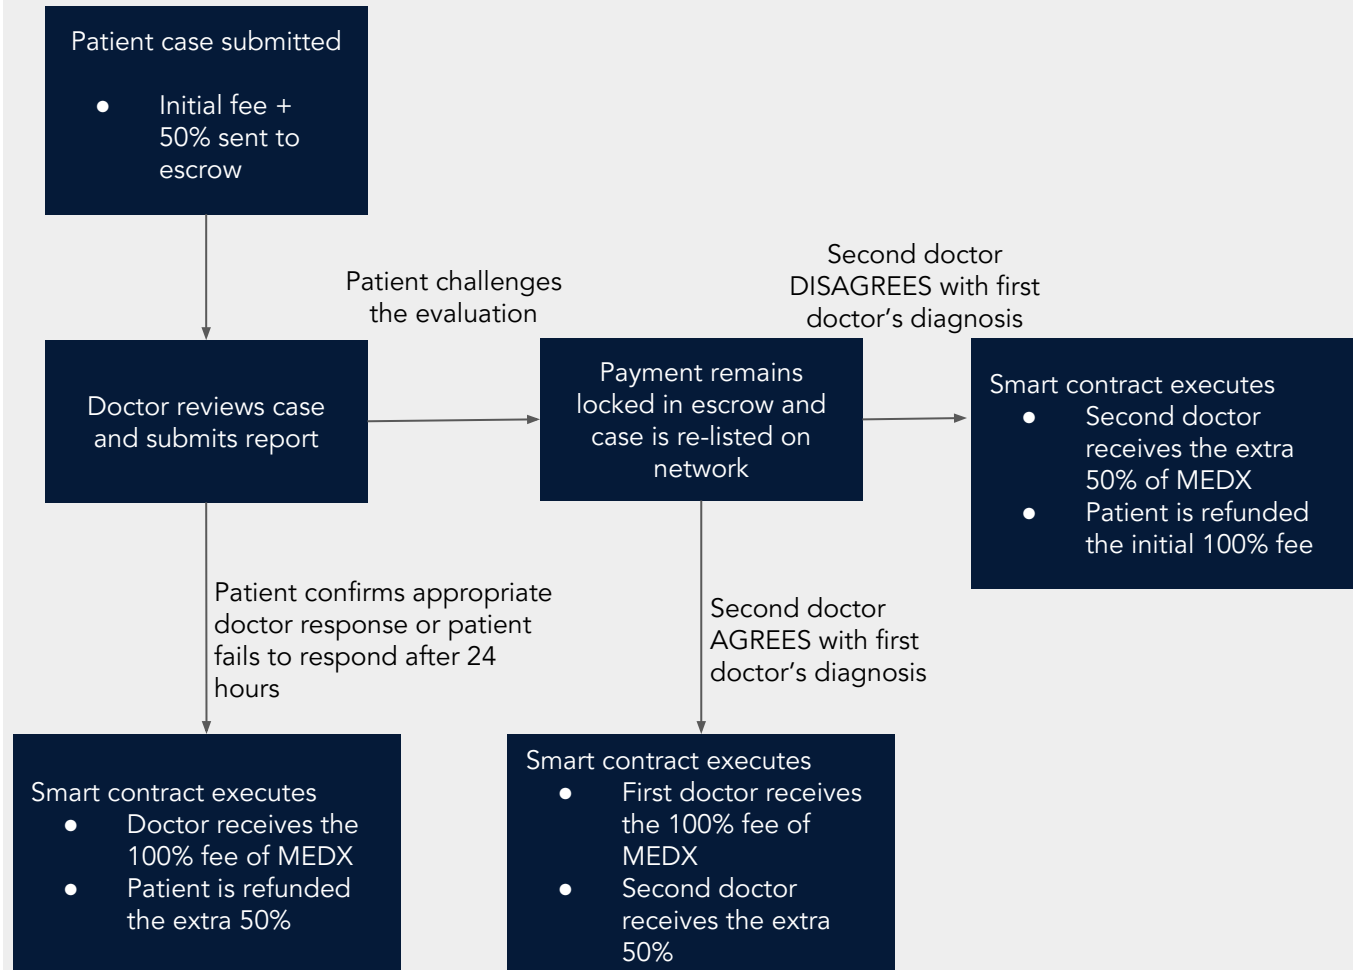 Patient case submitted
● Initial fee +
50% sent to
escrow
Patient challenges
the evaluation
Second doctor
DISAGREES with first
doctor’s diagnosis
Doctor reviews case
and submits report
Payment remains
locked in escrow and
case is re-listed on
network
Smart contract executes
● Second doctor
receives the extra
50% of MEDX
● Patient is refunded
the initial 100% fee
Patient confirms appropriate
doctor response or patient
fails to respond after 24
hours
Second doctor
AGREES with first
doctor’s diagnosis
Smart contract executes
● Doctor receives the
100% fee of MEDX
● Patient is refunded
the extra 50%
Smart contract executes
● First doctor receives
the 100% fee of
MEDX
● Second doctor
receives the extra
50%